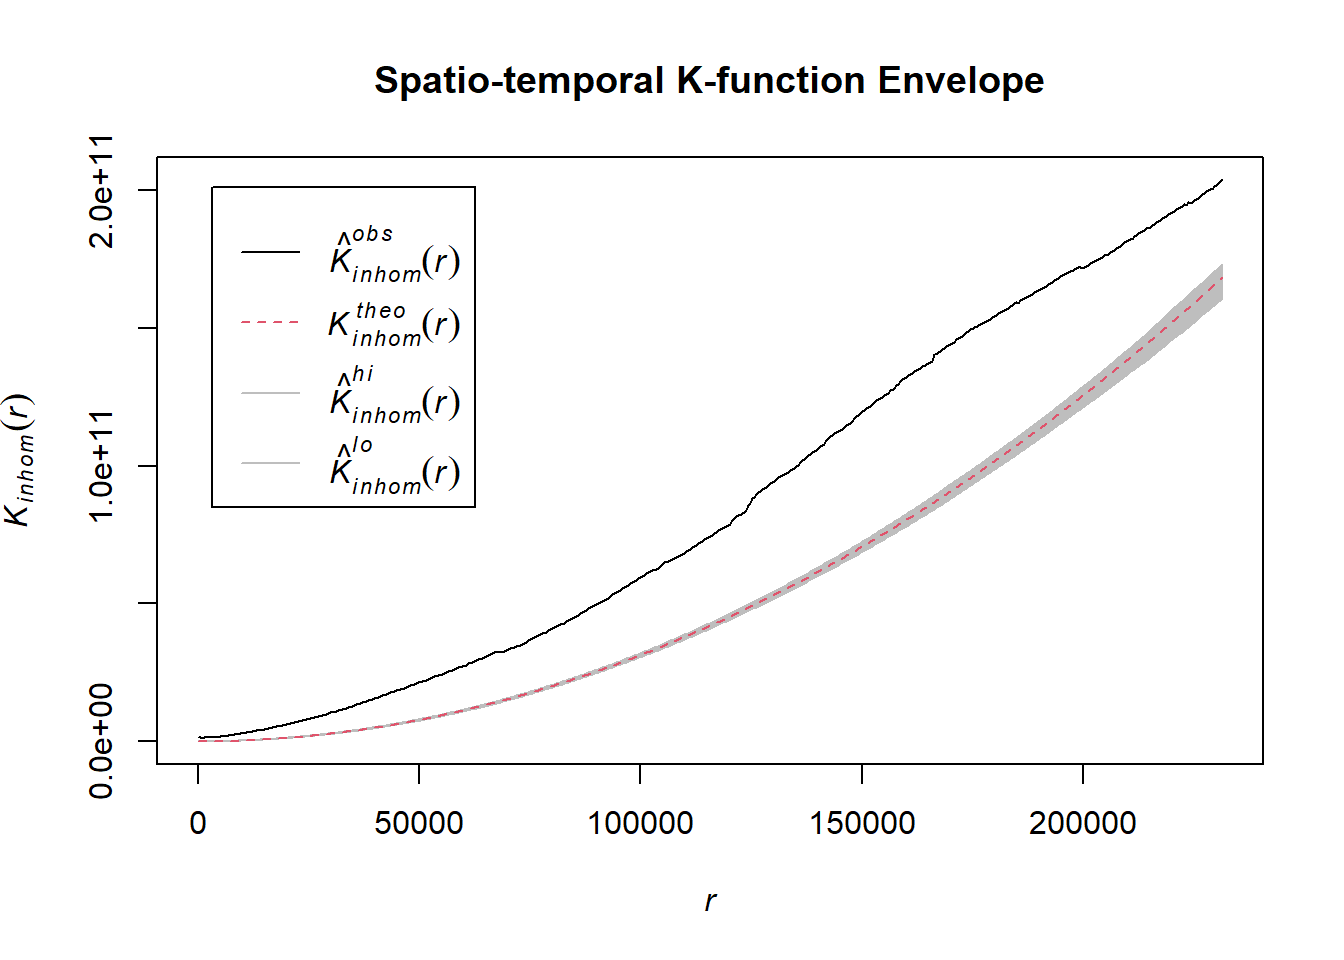 Spatio-temporal K-function Envelope
2.0e+11
1.0e+11
0.0e+00
K_inhom(r)
K̂^obs_inhom(r)
K^theo_inhom(r)
K̂^hi_inhom(r)
K̂^lo_inhom(r)
0 50000 100000 150000 200000
r